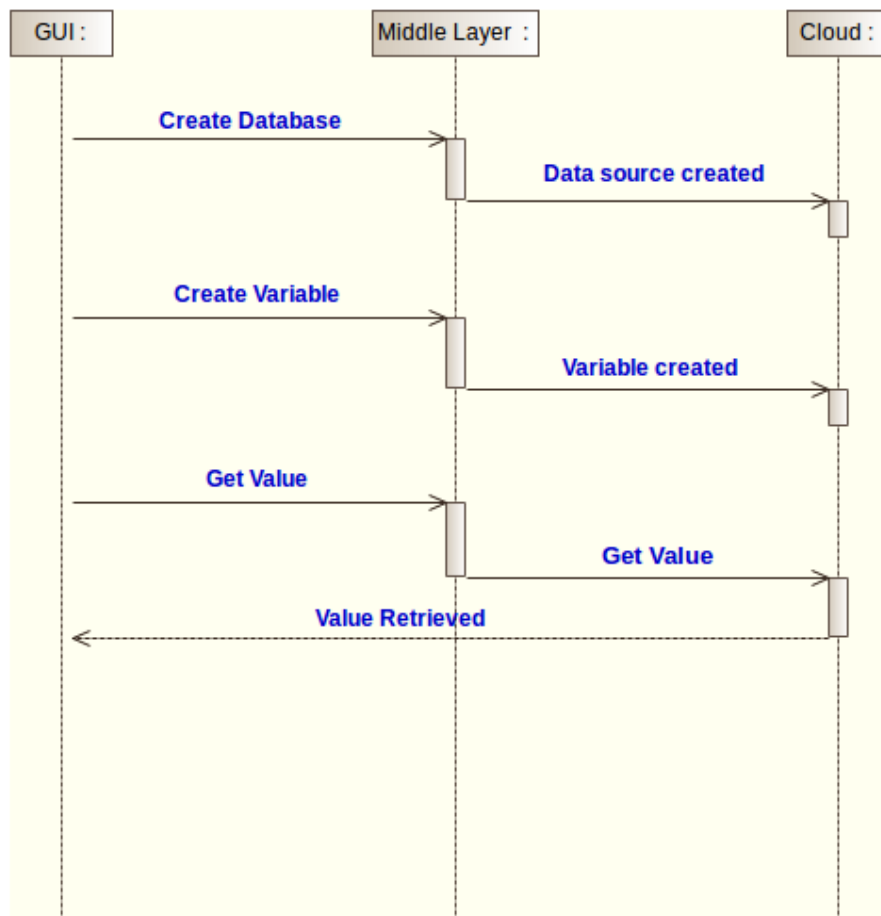 GUI :
Middle Layer :
Cloud :
Create Database
Data source created
Create Variable
Variable created
Get Value
Get Value
Value Retrieved